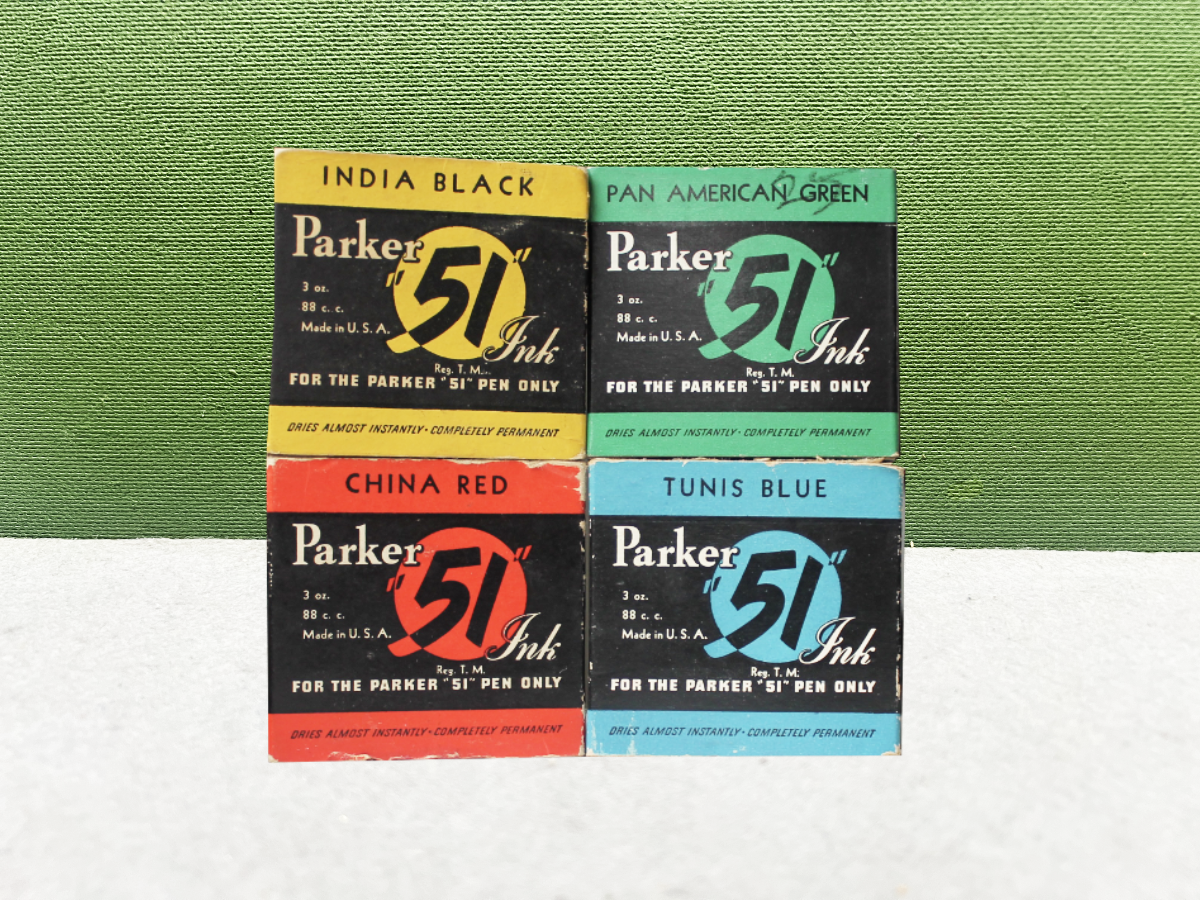 INDIA BLACK
Parker
"51"
3 oz.
88 c. c.
Made in U. S. A.
Ink
Reg. T. M.
FOR THE PARKER "51" PEN ONLY
DRIES ALMOST INSTANTLY · COMPLETELY PERMANENT
PAN AMERICAN GREEN
25
Parker
"51"
3 oz.
88 c. c.
Made in U. S. A.
Ink
Reg. T. M.
FOR THE PARKER "51" PEN ONLY
DRIES ALMOST INSTANTLY · COMPLETELY PERMANENT
CHINA RED
Parker
"51"
3 oz.
88 c. c.
Made in U. S. A.
Ink
Reg. T. M.
FOR THE PARKER "51" PEN ONLY
DRIES ALMOST INSTANTLY · COMPLETELY PERMANENT
TUNIS BLUE
Parker
"51"
3 oz.
88 c. c.
Made in U. S. A.
Ink
Reg. T. M.
FOR THE PARKER "51" PEN ONLY
DRIES ALMOST INSTANTLY · COMPLETELY PERMANENT